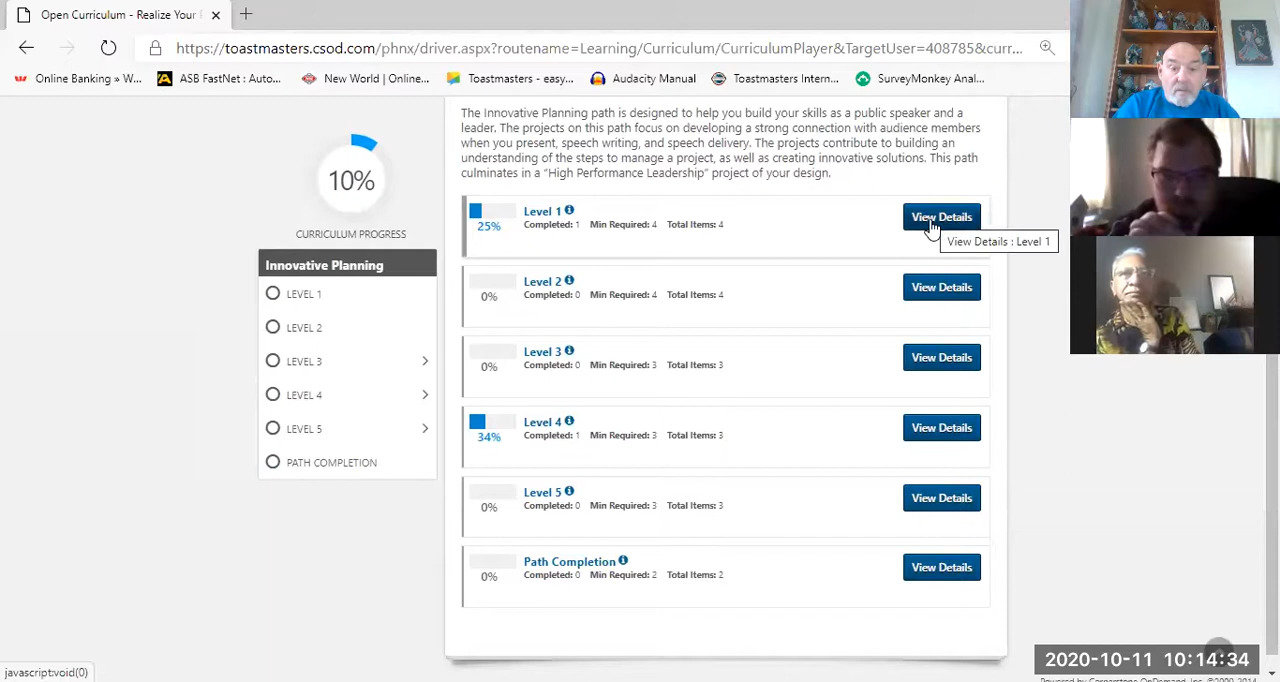 Open Curriculum - Realize Your
https://toastmasters.csod.com/phnx/driver.aspx?routename=Learning/Curriculum/CurriculumPlayer&TargetUser=408785&curr...
Online Banking » W...
ASB FastNet : Auto...
New World | Online...
Toastmasters - easy...
Audacity Manual
Toastmasters Intern...
SurveyMonkey Anal...
The Innovative Planning path is designed to help you build your skills as a public speaker and a
leader. The projects on this path focus on developing a strong connection with audience members
when you present, speech writing, and speech delivery. The projects contribute to building an
understanding of the steps to manage a project, as well as creating innovative solutions. This path
culminates in a "High Performance Leadership" project of your design.
10%
CURRICULUM PROGRESS
Innovative Planning
LEVEL 1
LEVEL 2
LEVEL 3
LEVEL 4
LEVEL 5
PATH COMPLETION
25%
Level 1
Completed: 1 Min Required: 4 Total Items: 4
View Details
View Details : Level 1
0%
Level 2
Completed: 0 Min Required: 4 Total Items: 4
View Details
0%
Level 3
Completed: 0 Min Required: 3 Total Items: 3
View Details
34%
Level 4
Completed: 1 Min Required: 3 Total Items: 3
View Details
0%
Level 5
Completed: 0 Min Required: 3 Total Items: 3
View Details
0%
Path Completion
Completed: 0 Min Required: 2 Total Items: 2
View Details
javascript:void(0)
2020-10-11 10:14:34
Powered by Cornerstone OnDemand, Inc.